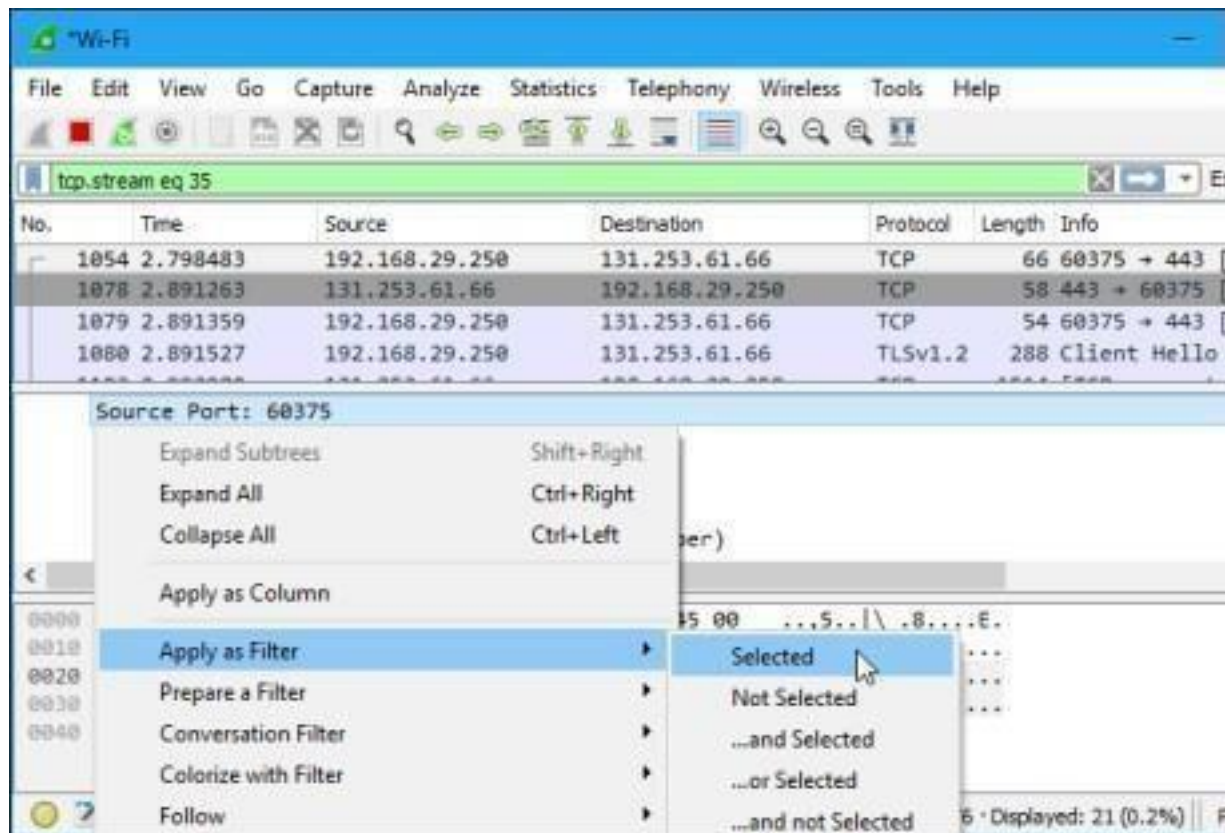 *Wi-Fi
File Edit View Go Capture Analyze Statistics Telephony Wireless Tools Help
tcp.stream eq 35
No. Time Source Destination Protocol Length Info
1054 2.798483 192.168.29.250 131.253.61.66 TCP 66 60375 → 443 [
1078 2.891263 131.253.61.66 192.168.29.250 TCP 58 443 → 60375 [
1079 2.891359 192.168.29.250 131.253.61.66 TCP 54 60375 → 443 [
1080 2.891527 192.168.29.250 131.253.61.66 TLSv1.2 288 Client Hello
Source Port: 60375
Expand Subtrees Shift+Right
Expand All Ctrl+Right
Collapse All Ctrl+Left
ber)
Apply as Column
0000 45 00 ..,5..|\ .8....E.
0010 Apply as Filter Selected ...
0020 ...
Prepare a Filter Not Selected
0030 ...
0040 Conversation Filter ...and Selected
Colorize with Filter ...or Selected
Follow ...and not Selected 6 · Displayed: 21 (0.2%)